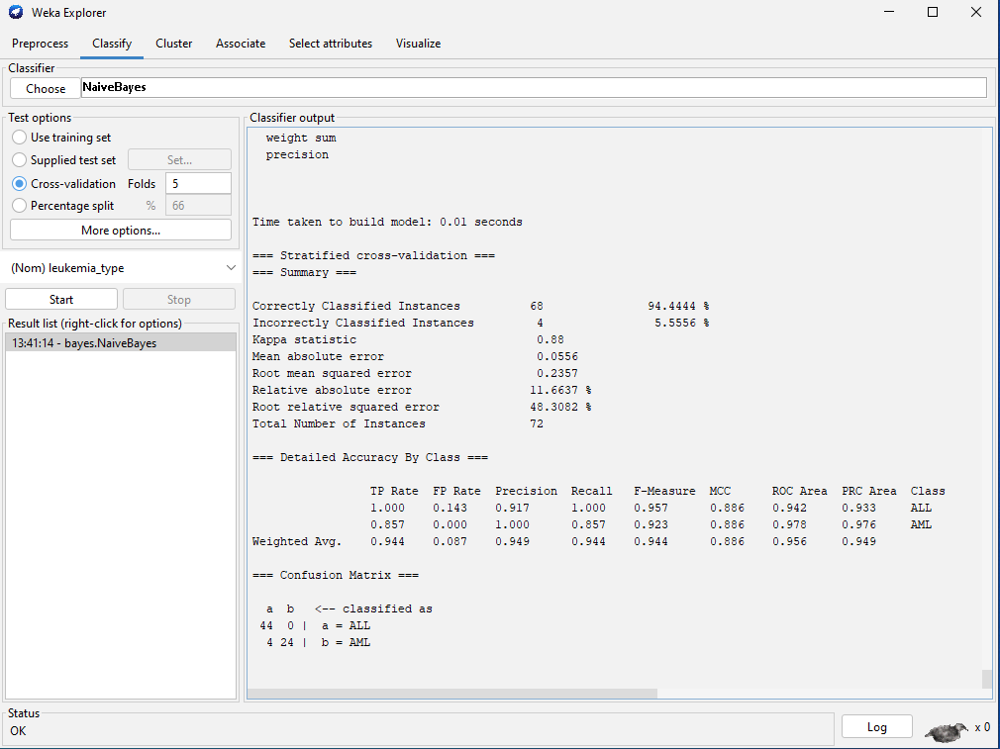 Weka Explorer
Preprocess Classify Cluster Associate Select attributes Visualize
Classifier
Choose NaiveBayes
Test options
Use training set
Supplied test set Set...
Cross-validation Folds 5
Percentage split % 66
More options...
(Nom) leukemia_type
Start Stop
Result list (right-click for options)
13:41:14 - bayes.NaiveBayes
Classifier output
weight sum
precision
Time taken to build model: 0.01 seconds
=== Stratified cross-validation ===
=== Summary ===
Correctly Classified Instances 68 94.4444 %
Incorrectly Classified Instances 4 5.5556 %
Kappa statistic 0.88
Mean absolute error 0.0556
Root mean squared error 0.2357
Relative absolute error 11.6637 %
Root relative squared error 48.3082 %
Total Number of Instances 72
=== Detailed Accuracy By Class ===
TP Rate FP Rate Precision Recall F-Measure MCC ROC Area PRC Area Class
1.000 0.143 0.917 1.000 0.957 0.886 0.942 0.933 ALL
0.857 0.000 1.000 0.857 0.923 0.886 0.978 0.976 AML
Weighted Avg. 0.944 0.087 0.949 0.944 0.944 0.886 0.956 0.949
=== Confusion Matrix ===
a b <-- classified as
44 0 | a = ALL
4 24 | b = AML
Status
OK
Log x 0